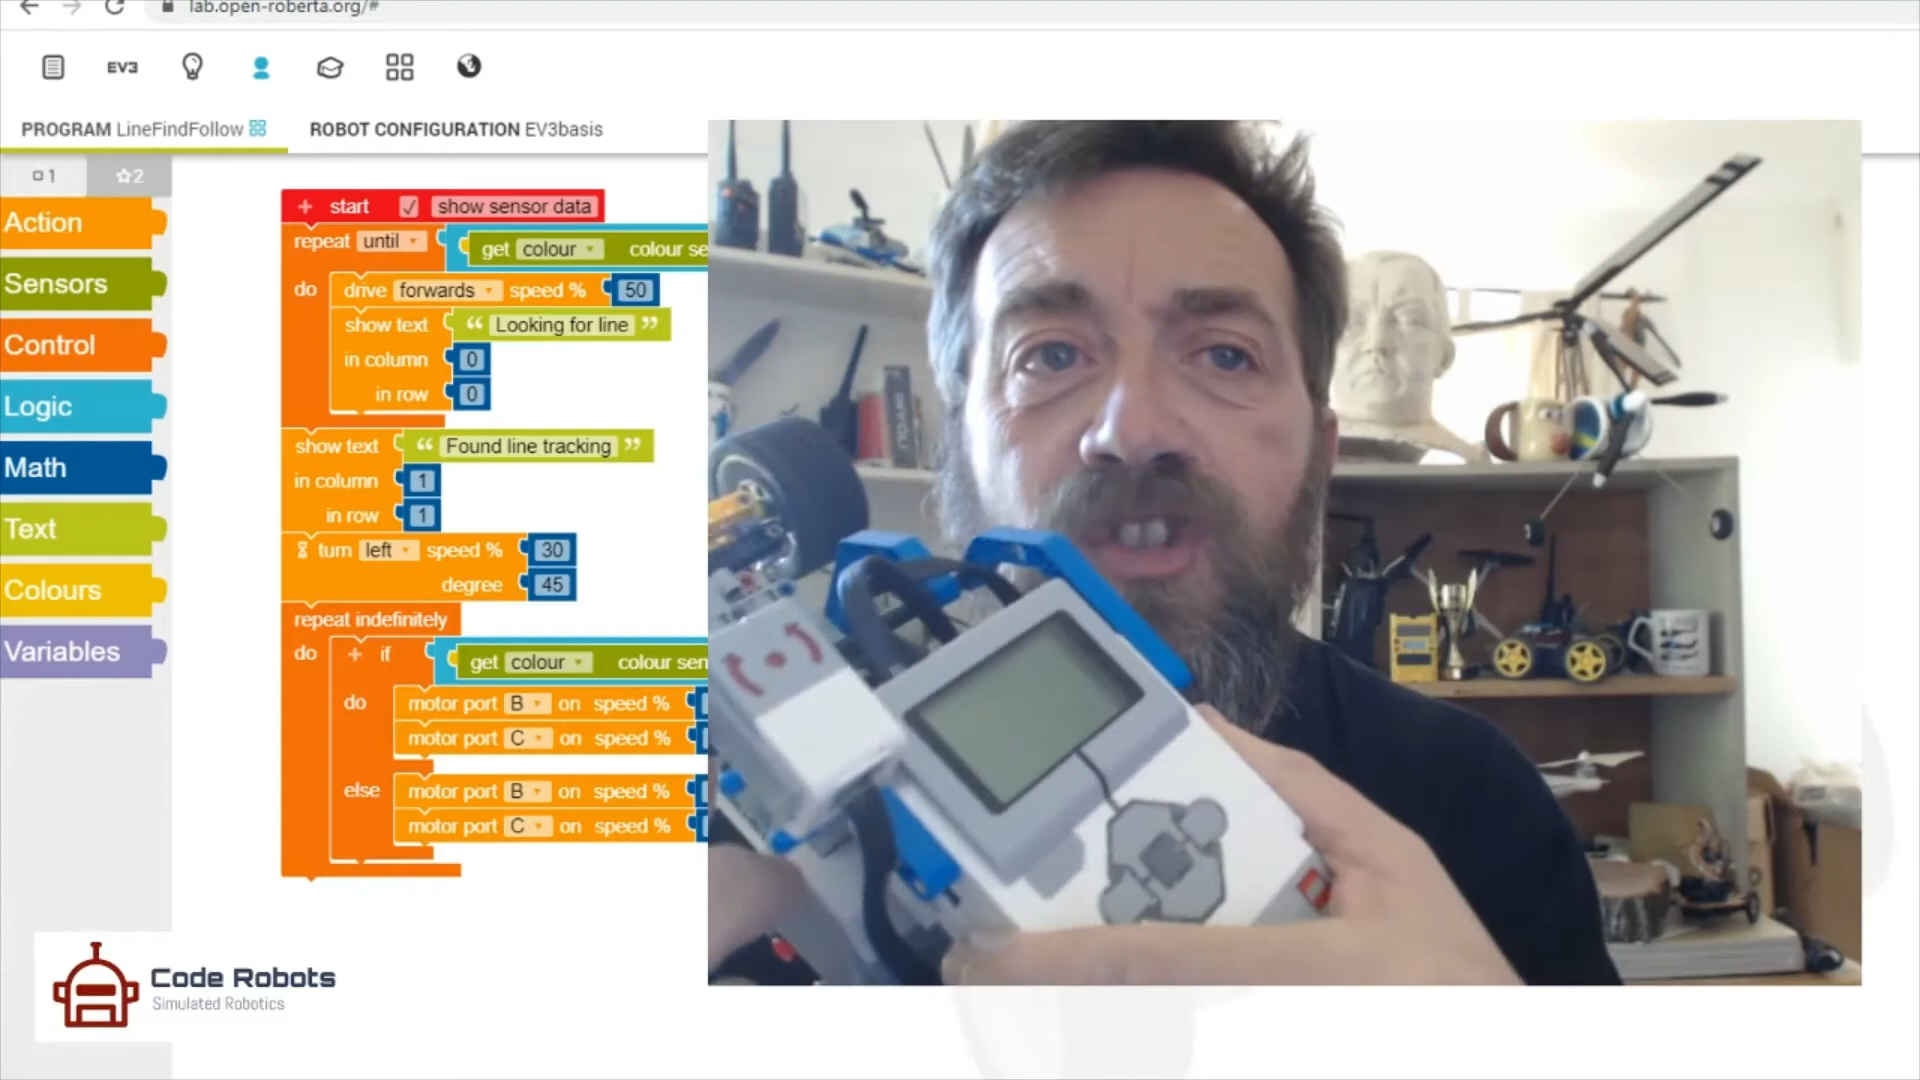 lab.open-roberta.org/#
EV3
PROGRAM LineFindFollow
ROBOT CONFIGURATION EV3basis
1
2
Action
Sensors
Control
Logic
Math
Text
Colours
Variables
+ start ✓ show sensor data
repeat until get colour colour se
do drive forwards speed % 50
show text “ Looking for line ”
in column 0
in row 0
show text “ Found line tracking ”
in column 1
in row 1
turn left speed % 30
degree 45
repeat indefinitely
do + if get colour colour sen
do motor port B on speed %
motor port C on speed %
else motor port B on speed %
motor port C on speed %
Code Robots
Simulated Robotics